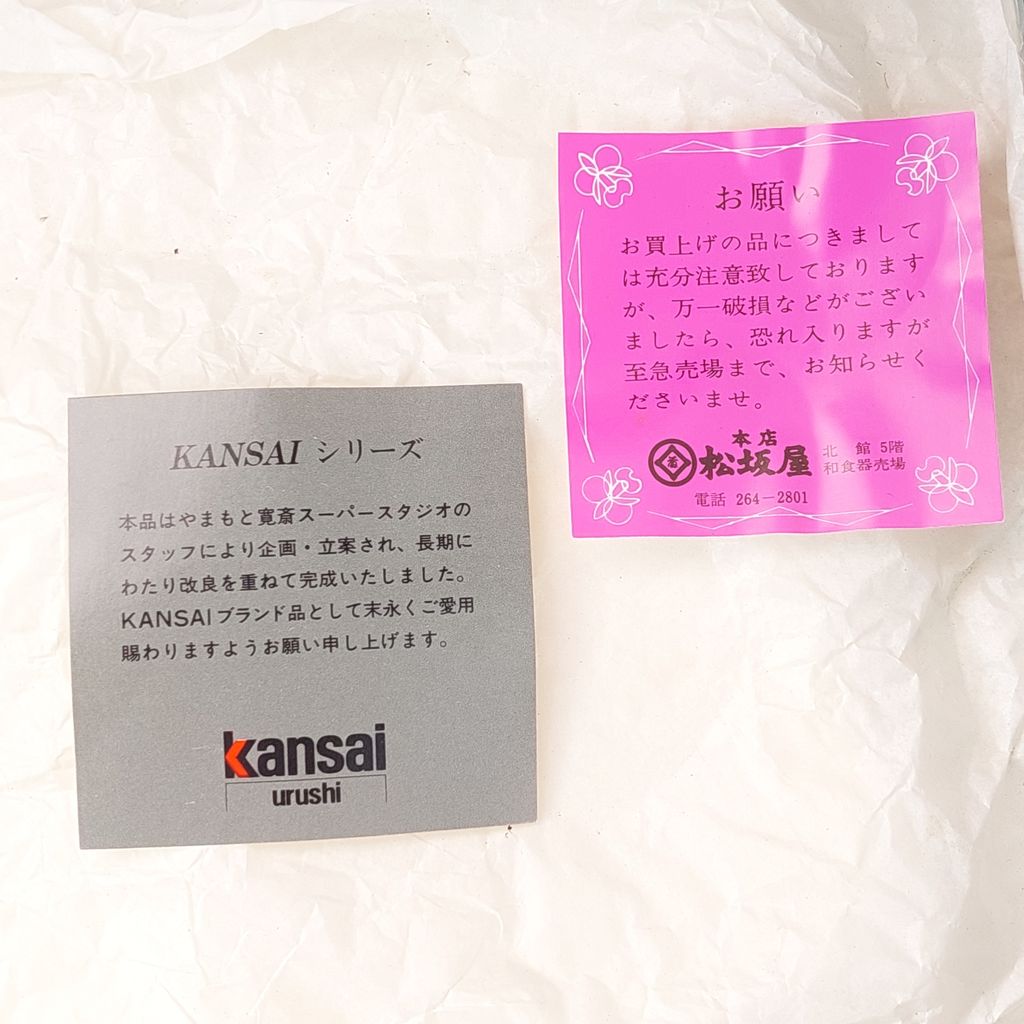 KANSAI シリーズ
本品はやまもと寛斎スーパースタジオの
スタッフにより企画・立案され、長期に
わたり改良を重ねて完成いたしました。
KANSAIブランド品として末永くご愛用
賜わりますようお願い申し上げます。
kansai
urushi
お願い
お買上げの品につきまして
は充分注意致しております
が、万一破損などがござい
ましたら、恐れ入りますが
至急売場まで、お知らせく
ださいませ。
本店
松坂屋
北館 5階
和食器売場
電話 264-2801